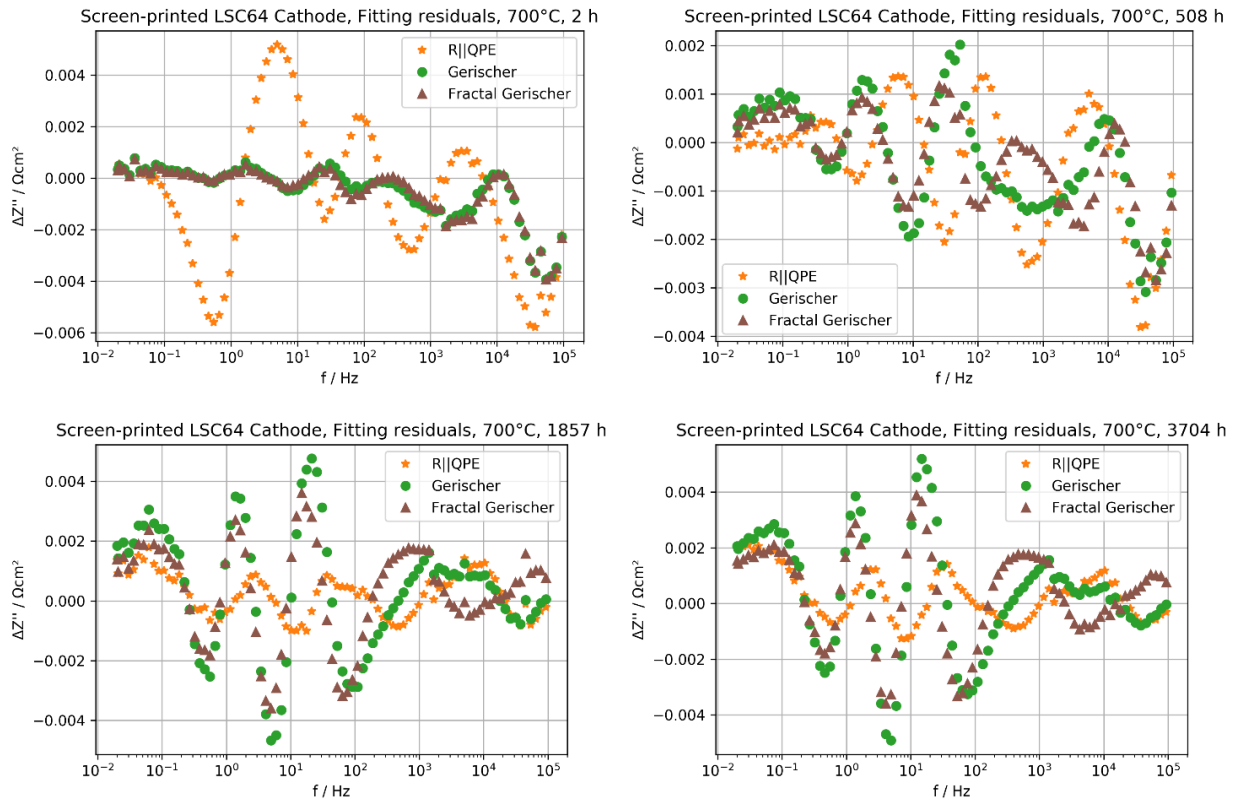 Screen-printed LSC64 Cathode, Fitting residuals, 700°C, 2 h
R||QPE
Gerischer
Fractal Gerischer
0.004
0.002
0.000
−0.002
−0.004
−0.006
ΔZ'' / Ωcm²
10⁻² 10⁻¹ 10⁰ 10¹ 10² 10³ 10⁴ 10⁵
f / Hz
Screen-printed LSC64 Cathode, Fitting residuals, 700°C, 508 h
0.002
0.001
0.000
−0.001
−0.002
−0.003
−0.004
ΔZ'' / Ωcm²
R||QPE
Gerischer
Fractal Gerischer
10⁻² 10⁻¹ 10⁰ 10¹ 10² 10³ 10⁴ 10⁵
f / Hz
Screen-printed LSC64 Cathode, Fitting residuals, 700°C, 1857 h
R||QPE
Gerischer
Fractal Gerischer
0.004
0.002
0.000
−0.002
−0.004
ΔZ'' / Ωcm²
10⁻² 10⁻¹ 10⁰ 10¹ 10² 10³ 10⁴ 10⁵
f / Hz
Screen-printed LSC64 Cathode, Fitting residuals, 700°C, 3704 h
R||QPE
Gerischer
Fractal Gerischer
0.004
0.002
0.000
−0.002
−0.004
ΔZ'' / Ωcm²
10⁻² 10⁻¹ 10⁰ 10¹ 10² 10³ 10⁴ 10⁵
f / Hz